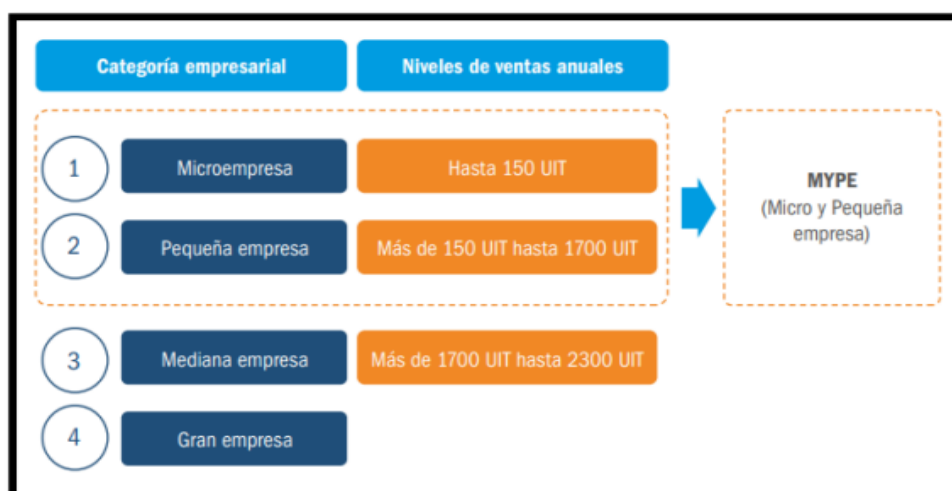 Categoría empresarial
Niveles de ventas anuales
1
Microempresa
Hasta 150 UIT
2
Pequeña empresa
Más de 150 UIT hasta 1700 UIT
MYPE
(Micro y Pequeña
empresa)
3
Mediana empresa
Más de 1700 UIT hasta 2300 UIT
4
Gran empresa